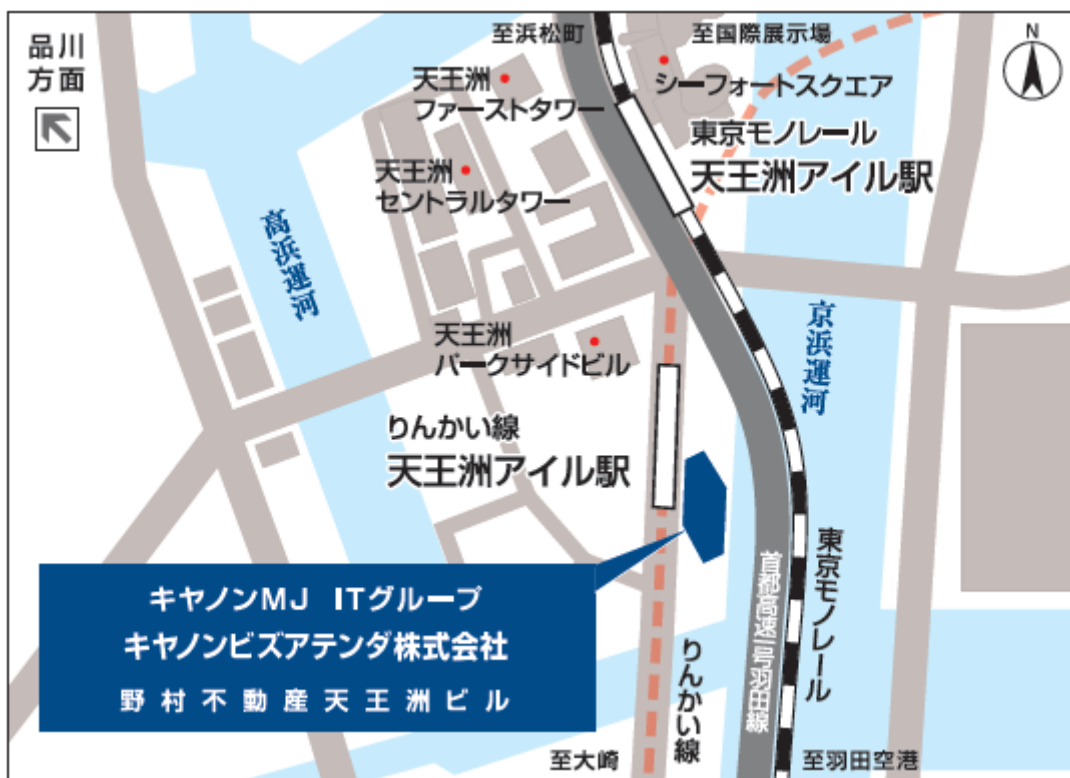 至浜松町
至国際展示場
N
品川
方面
天王洲
ファーストタワー
シーフォートスクエア
東京モノレール
天王洲アイル駅
天王洲
セントラルタワー
高浜運河
京浜運河
天王洲
パークサイドビル
りんかい線
天王洲アイル駅
キヤノンMJ ITグループ
キヤノンビズアテンダ株式会社
野村不動産天王洲ビル
首都高速一号羽田線
東京モノレール
りんかい線
至大崎
至羽田空港